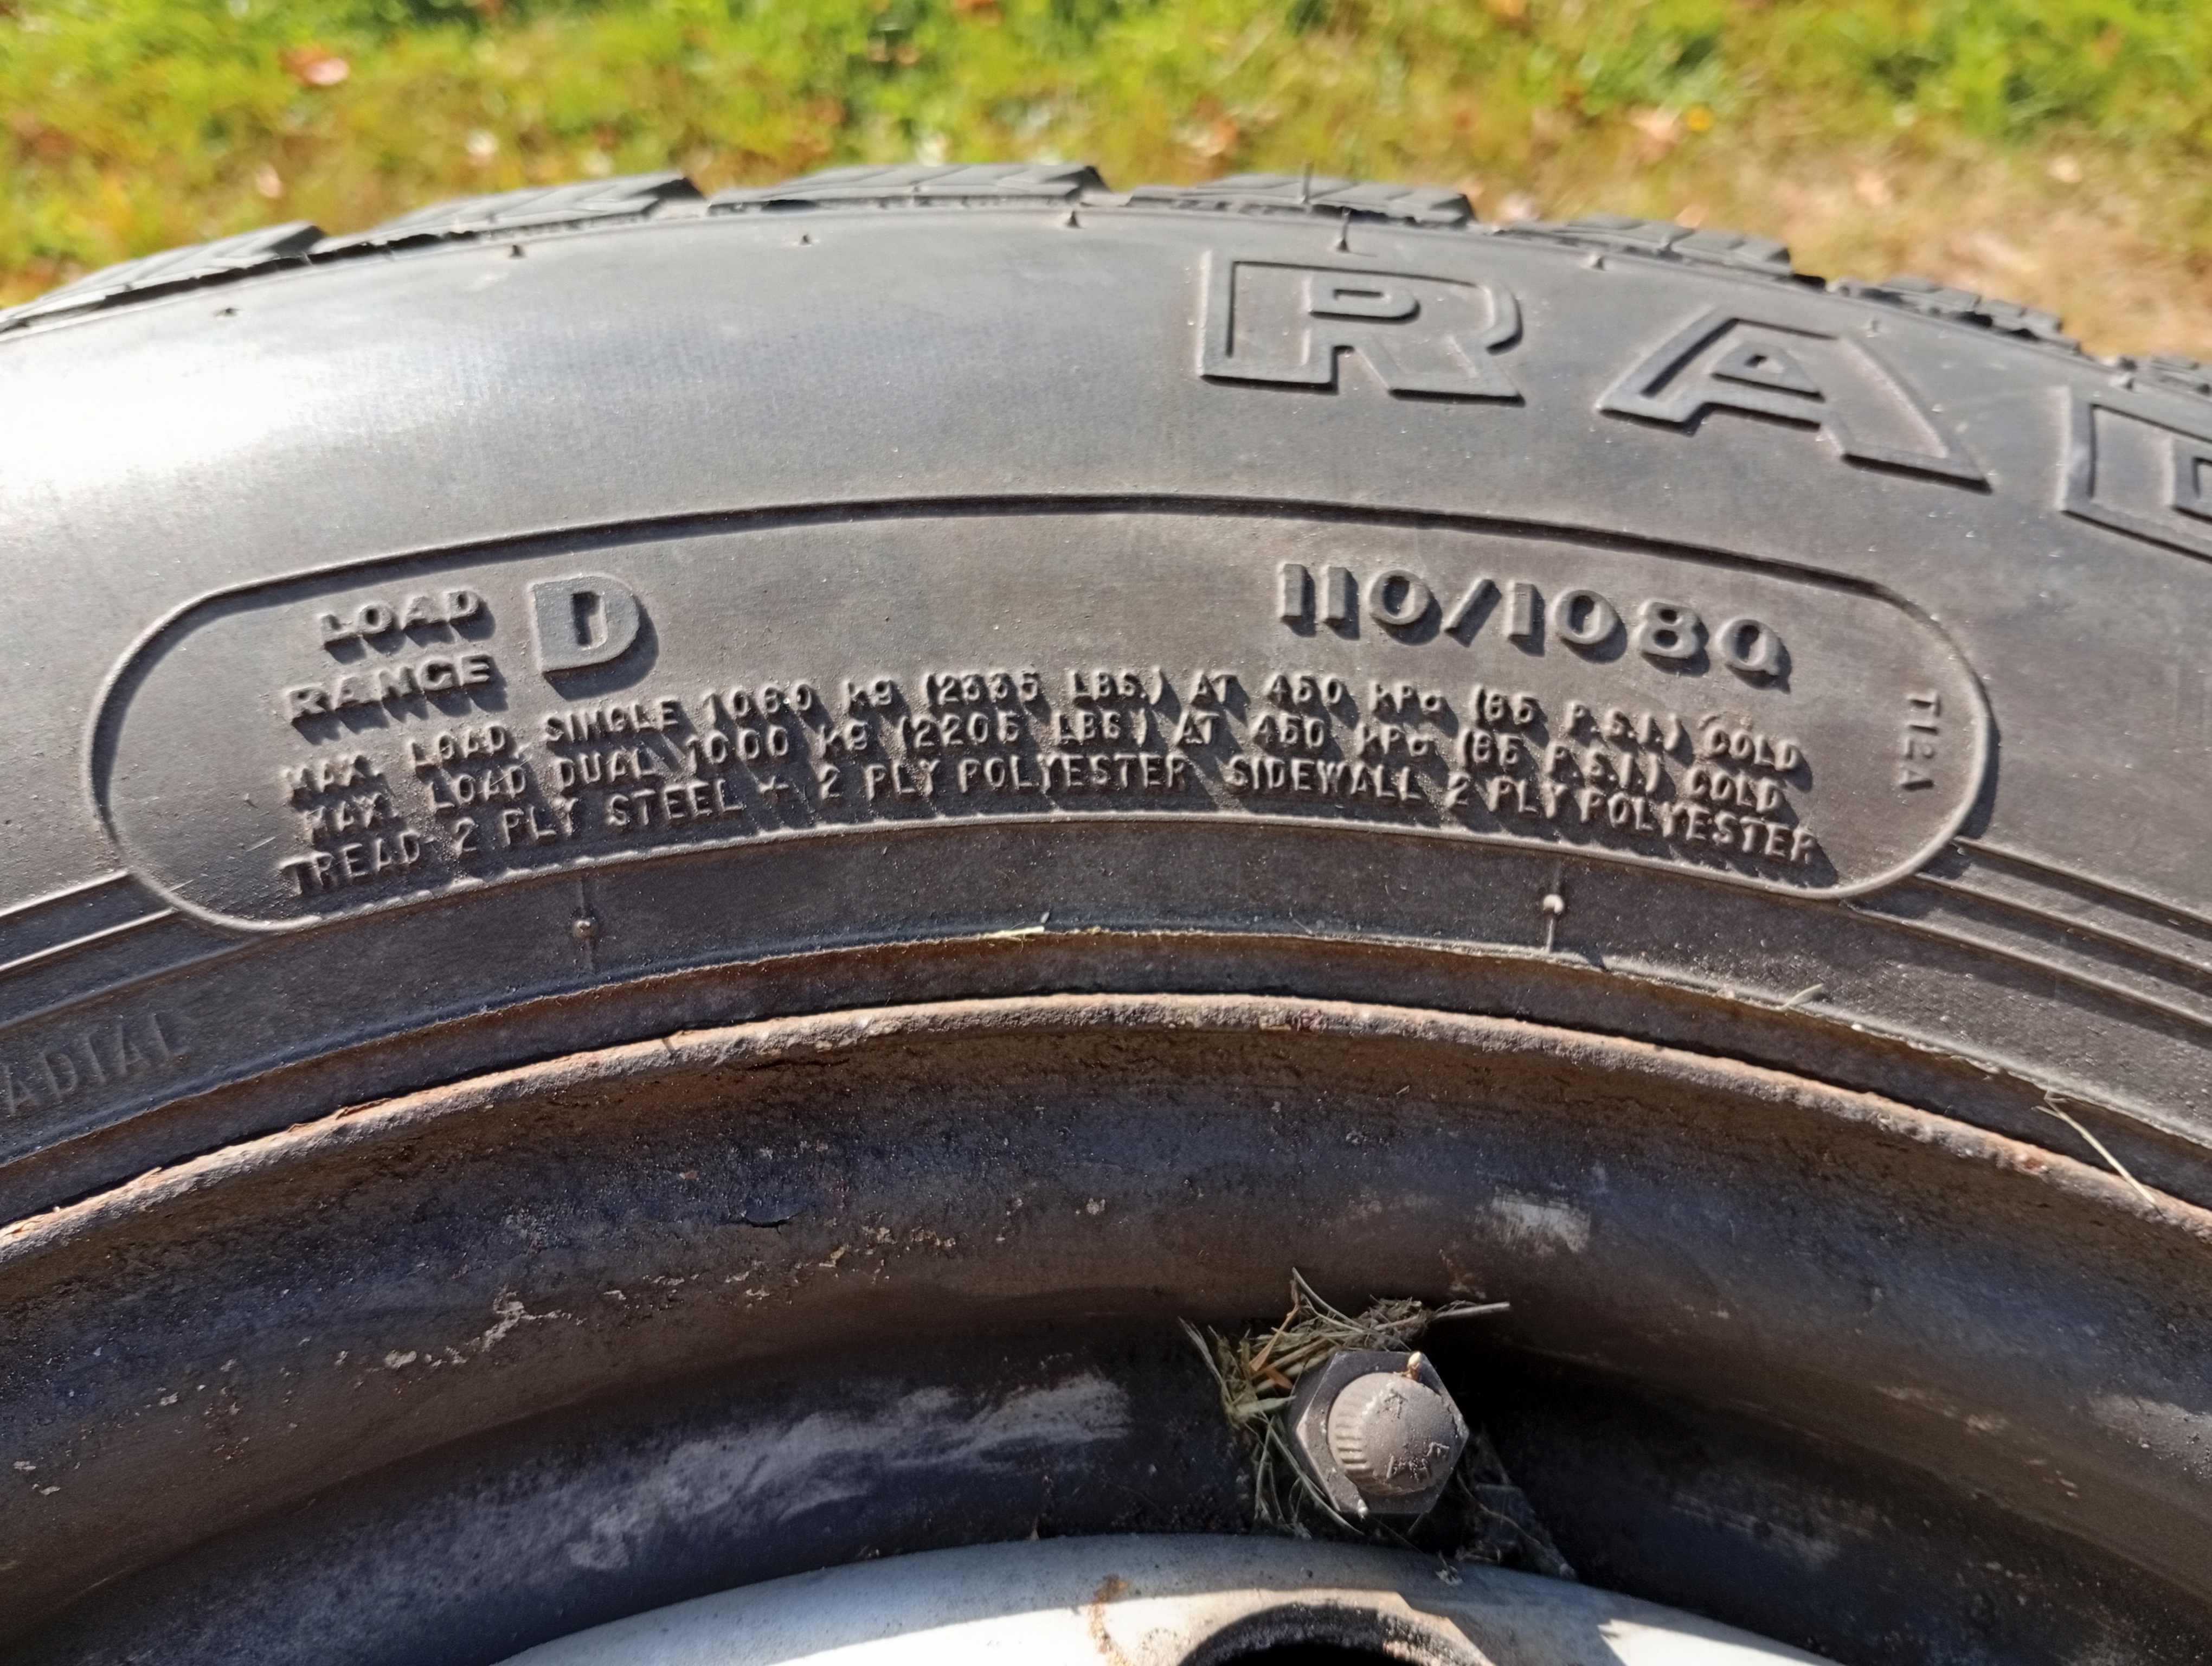 RAD
LOAD
RANGE D
110/108Q
MAX. LOAD SINGLE 1060 kg (2335 LBS.) AT 450 kPa (65 P.S.I.) COLD
MAX. LOAD DUAL 1000 kg (2205 LBS.) AT 450 kPa (65 P.S.I.) COLD
TREAD 2 PLY STEEL + 2 PLY POLYESTER SIDEWALL 2 PLY POLYESTER
T12A
ADIAL